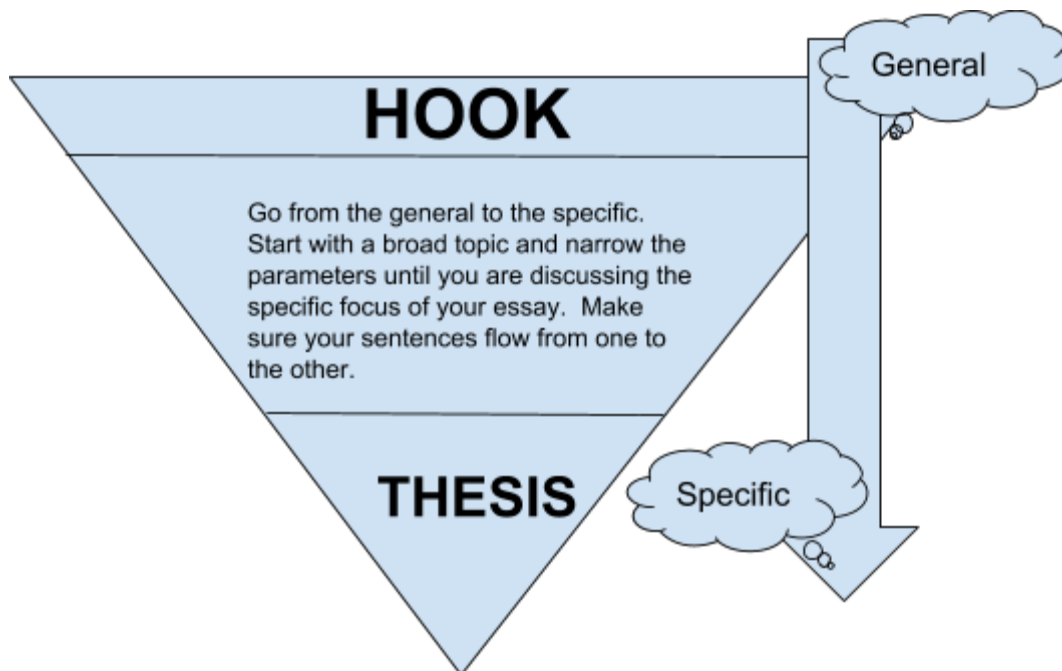 General
HOOK
Go from the general to the specific.
Start with a broad topic and narrow the
parameters until you are discussing the
specific focus of your essay.  Make
sure your sentences flow from one to
the other.
THESIS
Specific